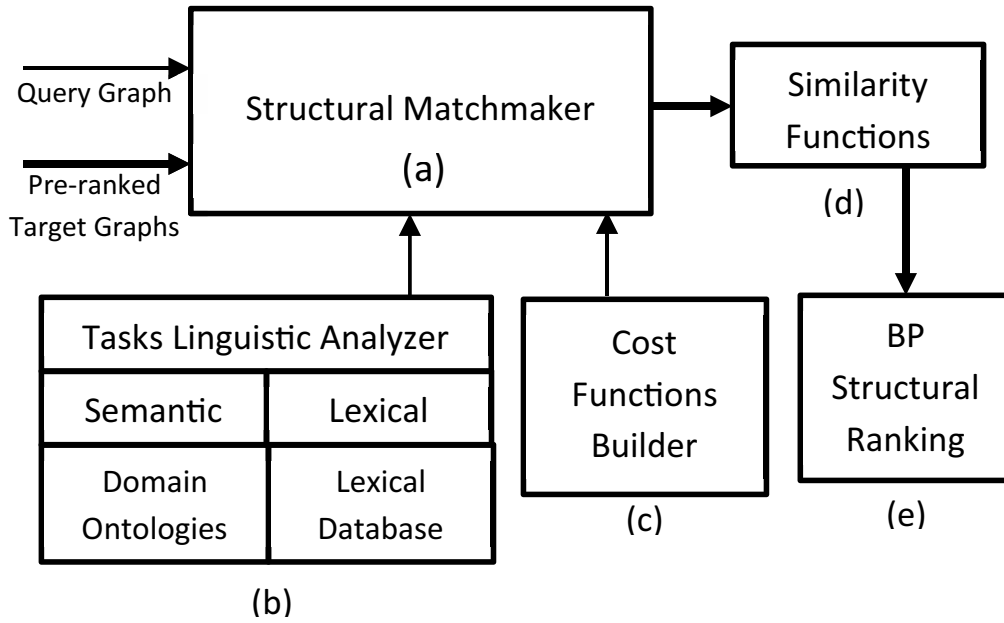 Query Graph
Pre-ranked
Target Graphs
Structural Matchmaker
(a)
Similarity
Functions
(d)
Tasks Linguistic Analyzer
Semantic
Lexical
Domain
Ontologies
Lexical
Database
(b)
Cost
Functions
Builder
(c)
BP
Structural
Ranking
(e)